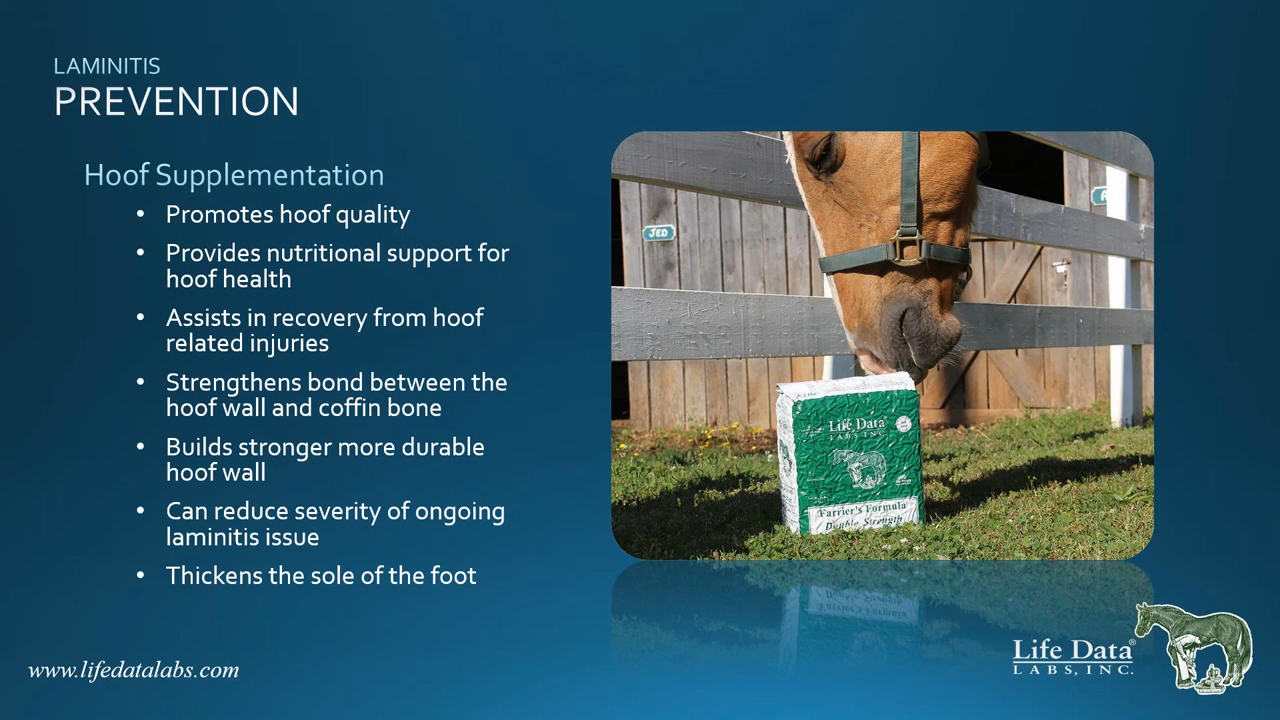 LAMINITIS
PREVENTION
Hoof Supplementation
• Promotes hoof quality
• Provides nutritional support for
hoof health
• Assists in recovery from hoof
related injuries
• Strengthens bond between the
hoof wall and coffin bone
• Builds stronger more durable
hoof wall
• Can reduce severity of ongoing
laminitis issue
• Thickens the sole of the foot
JED
Life Data
LABS INC
Farrier's Formula
Double Strength
www.lifedatalabs.com
Life Data®
LABS, INC.